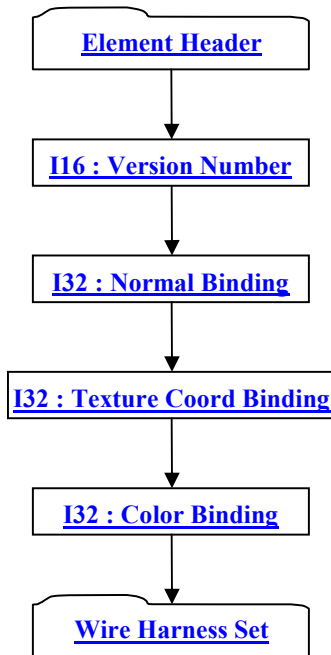 Element Header
I16 : Version Number
I32 : Normal Binding
I32 : Texture Coord Binding
I32 : Color Binding
Wire Harness Set